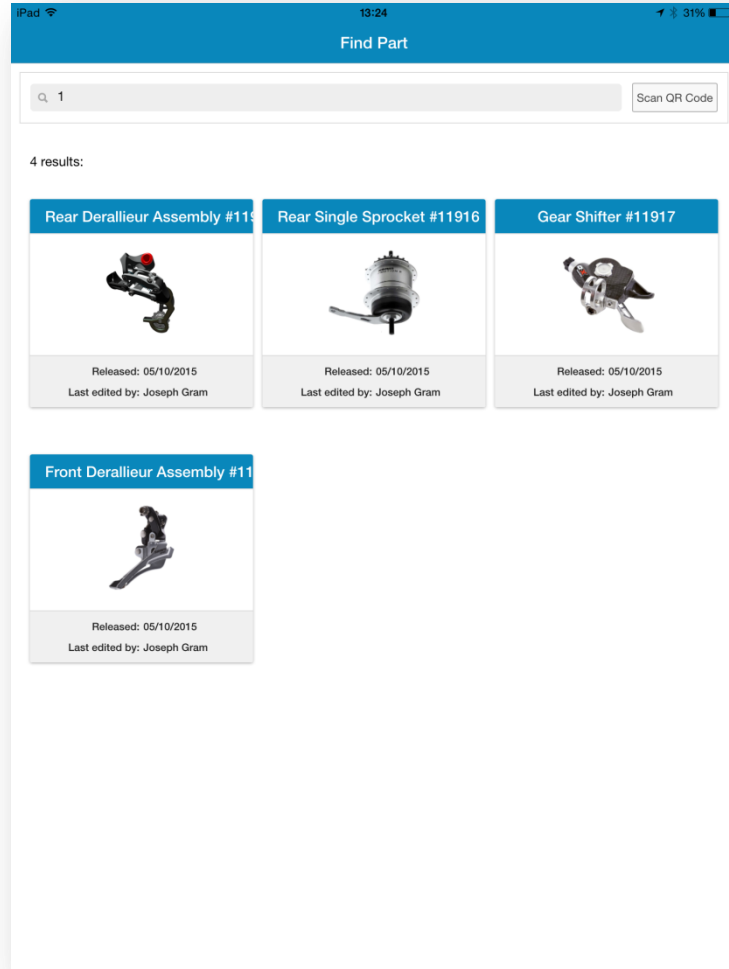 iPad 13:24 31%
Find Part
1 Scan QR Code
4 results:
Rear Derallieur Assembly #119 Rear Single Sprocket #11916 Gear Shifter #11917
Released: 05/10/2015 Released: 05/10/2015 Released: 05/10/2015
Last edited by: Joseph Gram Last edited by: Joseph Gram Last edited by: Joseph Gram
Front Derallieur Assembly #11
Released: 05/10/2015
Last edited by: Joseph Gram